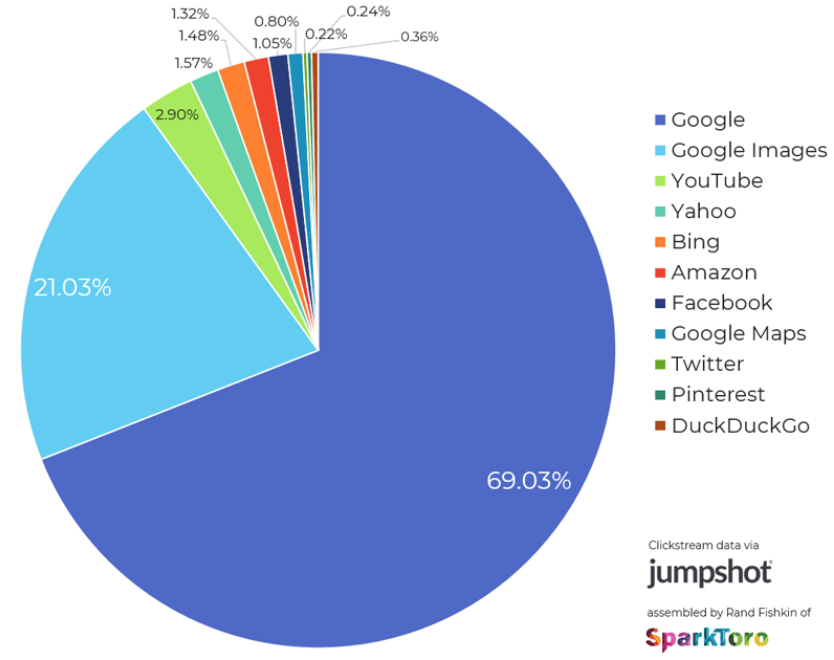 1.32%
0.80%
0.24%
1.48%
1.05%
0.22%
0.36%
1.57%
2.90%
21.03%
69.03%
Google
Google Images
YouTube
Yahoo
Bing
Amazon
Facebook
Google Maps
Twitter
Pinterest
DuckDuckGo
Clickstream data via
jumpshot
assembled by Rand Fishkin of
SparkToro